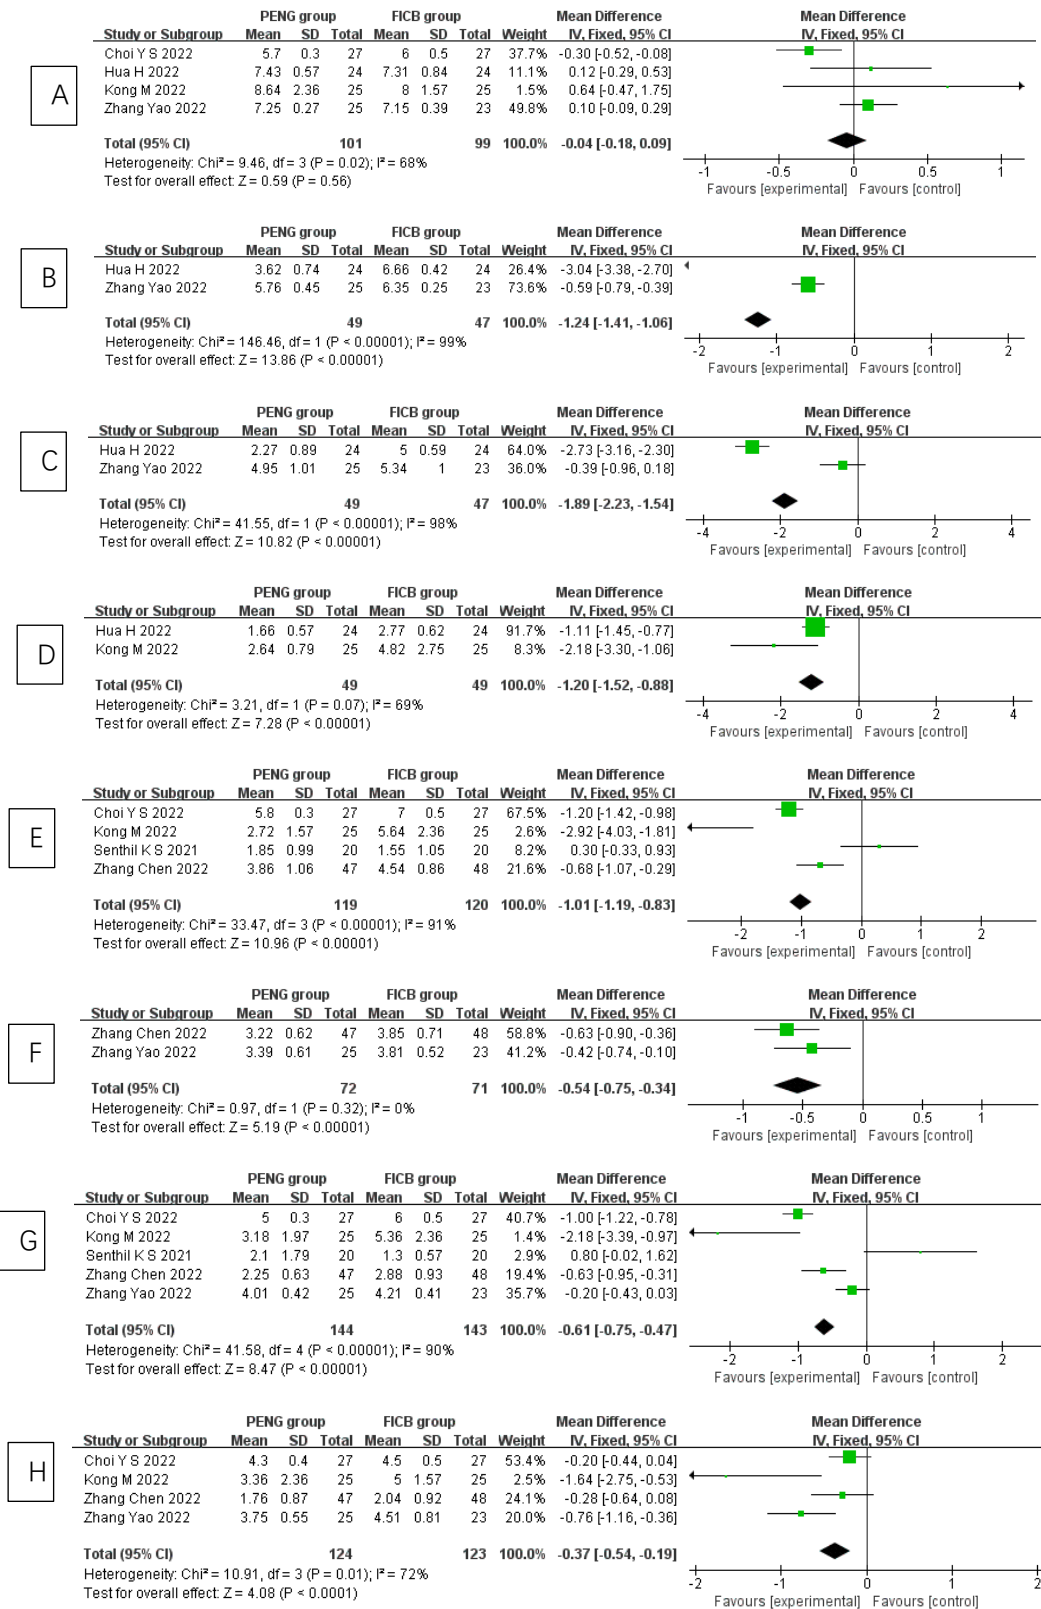 A
PENG group FICB group Mean Difference Mean Difference
Study or Subgroup Mean SD Total Mean SD Total Weight IV, Fixed, 95% CI IV, Fixed, 95% CI
Choi Y S 2022 5.7 0.3 27 6 0.5 27 37.7% -0.30 [-0.52, -0.08]
Hua H 2022 7.43 0.57 24 7.31 0.84 24 11.1% 0.12 [-0.29, 0.53]
Kong M 2022 8.64 2.36 25 8 1.57 25 1.5% 0.64 [-0.47, 1.75]
Zhang Yao 2022 7.25 0.27 25 7.15 0.39 23 49.8% 0.10 [-0.09, 0.29]
Total (95% CI) 101 99 100.0% -0.04 [-0.18, 0.09]
Heterogeneity: Chi² = 9.46, df = 3 (P = 0.02); I² = 68%
Test for overall effect: Z = 0.59 (P = 0.56)
-1 -0.5 0 0.5 1
Favours [experimental] Favours [control]
B
PENG group FICB group Mean Difference Mean Difference
Study or Subgroup Mean SD Total Mean SD Total Weight IV, Fixed, 95% CI IV, Fixed, 95% CI
Hua H 2022 3.62 0.74 24 6.66 0.42 24 26.4% -3.04 [-3.38, -2.70]
Zhang Yao 2022 5.76 0.45 25 6.35 0.25 23 73.6% -0.59 [-0.79, -0.39]
Total (95% CI) 49 47 100.0% -1.24 [-1.41, -1.06]
Heterogeneity: Chi² = 146.46, df = 1 (P < 0.00001); I² = 99%
Test for overall effect: Z = 13.86 (P < 0.00001)
-2 -1 0 1 2
Favours [experimental] Favours [control]
C
PENG group FICB group Mean Difference Mean Difference
Study or Subgroup Mean SD Total Mean SD Total Weight IV, Fixed, 95% CI IV, Fixed, 95% CI
Hua H 2022 2.27 0.89 24 5 0.59 24 64.0% -2.73 [-3.16, -2.30]
Zhang Yao 2022 4.95 1.01 25 5.34 1 23 36.0% -0.39 [-0.96, 0.18]
Total (95% CI) 49 47 100.0% -1.89 [-2.23, -1.54]
Heterogeneity: Chi² = 41.55, df = 1 (P < 0.00001); I² = 98%
Test for overall effect: Z = 10.82 (P < 0.00001)
-4 -2 0 2 4
Favours [experimental] Favours [control]
D
PENG group FICB group Mean Difference Mean Difference
Study or Subgroup Mean SD Total Mean SD Total Weight IV, Fixed, 95% CI IV, Fixed, 95% CI
Hua H 2022 1.66 0.57 24 2.77 0.62 24 91.7% -1.11 [-1.45, -0.77]
Kong M 2022 2.64 0.79 25 4.82 2.75 25 8.3% -2.18 [-3.30, -1.06]
Total (95% CI) 49 49 100.0% -1.20 [-1.52, -0.88]
Heterogeneity: Chi² = 3.21, df = 1 (P = 0.07); I² = 69%
Test for overall effect: Z = 7.28 (P < 0.00001)
-4 -2 0 2 4
Favours [experimental] Favours [control]
E
PENG group FICB group Mean Difference Mean Difference
Study or Subgroup Mean SD Total Mean SD Total Weight IV, Fixed, 95% CI IV, Fixed, 95% CI
Choi Y S 2022 5.8 0.3 27 7 0.5 27 67.5% -1.20 [-1.42, -0.98]
Kong M 2022 2.72 1.57 25 5.64 2.36 25 2.6% -2.92 [-4.03, -1.81]
Senthil K S 2021 1.85 0.99 20 1.55 1.05 20 8.2% 0.30 [-0.33, 0.93]
Zhang Chen 2022 3.86 1.06 47 4.54 0.86 48 21.6% -0.68 [-1.07, -0.29]
Total (95% CI) 119 120 100.0% -1.01 [-1.19, -0.83]
Heterogeneity: Chi² = 33.47, df = 3 (P < 0.00001); I² = 91%
Test for overall effect: Z = 10.96 (P < 0.00001)
-2 -1 0 1 2
Favours [experimental] Favours [control]
F
PENG group FICB group Mean Difference Mean Difference
Study or Subgroup Mean SD Total Mean SD Total Weight IV, Fixed, 95% CI IV, Fixed, 95% CI
Zhang Chen 2022 3.22 0.62 47 3.85 0.71 48 58.8% -0.63 [-0.90, -0.36]
Zhang Yao 2022 3.39 0.61 25 3.81 0.52 23 41.2% -0.42 [-0.74, -0.10]
Total (95% CI) 72 71 100.0% -0.54 [-0.75, -0.34]
Heterogeneity: Chi² = 0.97, df = 1 (P = 0.32); I² = 0%
Test for overall effect: Z = 5.19 (P < 0.00001)
-1 -0.5 0 0.5 1
Favours [experimental] Favours [control]
G
PENG group FICB group Mean Difference Mean Difference
Study or Subgroup Mean SD Total Mean SD Total Weight IV, Fixed, 95% CI IV, Fixed, 95% CI
Choi Y S 2022 5 0.3 27 6 0.5 27 40.7% -1.00 [-1.22, -0.78]
Kong M 2022 3.18 1.97 25 5.36 2.36 25 1.4% -2.18 [-3.39, -0.97]
Senthil K S 2021 2.1 1.79 20 1.3 0.57 20 2.9% 0.80 [-0.02, 1.62]
Zhang Chen 2022 2.25 0.63 47 2.88 0.93 48 19.4% -0.63 [-0.95, -0.31]
Zhang Yao 2022 4.01 0.42 25 4.21 0.41 23 35.7% -0.20 [-0.43, 0.03]
Total (95% CI) 144 143 100.0% -0.61 [-0.75, -0.47]
Heterogeneity: Chi² = 41.58, df = 4 (P < 0.00001); I² = 90%
Test for overall effect: Z = 8.47 (P < 0.00001)
-2 -1 0 1 2
Favours [experimental] Favours [control]
H
PENG group FICB group Mean Difference Mean Difference
Study or Subgroup Mean SD Total Mean SD Total Weight IV, Fixed, 95% CI IV, Fixed, 95% CI
Choi Y S 2022 4.3 0.4 27 4.5 0.5 27 53.4% -0.20 [-0.44, 0.04]
Kong M 2022 3.36 2.36 25 5 1.57 25 2.5% -1.64 [-2.75, -0.53]
Zhang Chen 2022 1.76 0.87 47 2.04 0.92 48 24.1% -0.28 [-0.64, 0.08]
Zhang Yao 2022 3.75 0.55 25 4.51 0.81 23 20.0% -0.76 [-1.16, -0.36]
Total (95% CI) 124 123 100.0% -0.37 [-0.54, -0.19]
Heterogeneity: Chi² = 10.91, df = 3 (P = 0.01); I² = 72%
Test for overall effect: Z = 4.08 (P < 0.0001)
-2 -1 0 1 2
Favours [experimental] Favours [control]